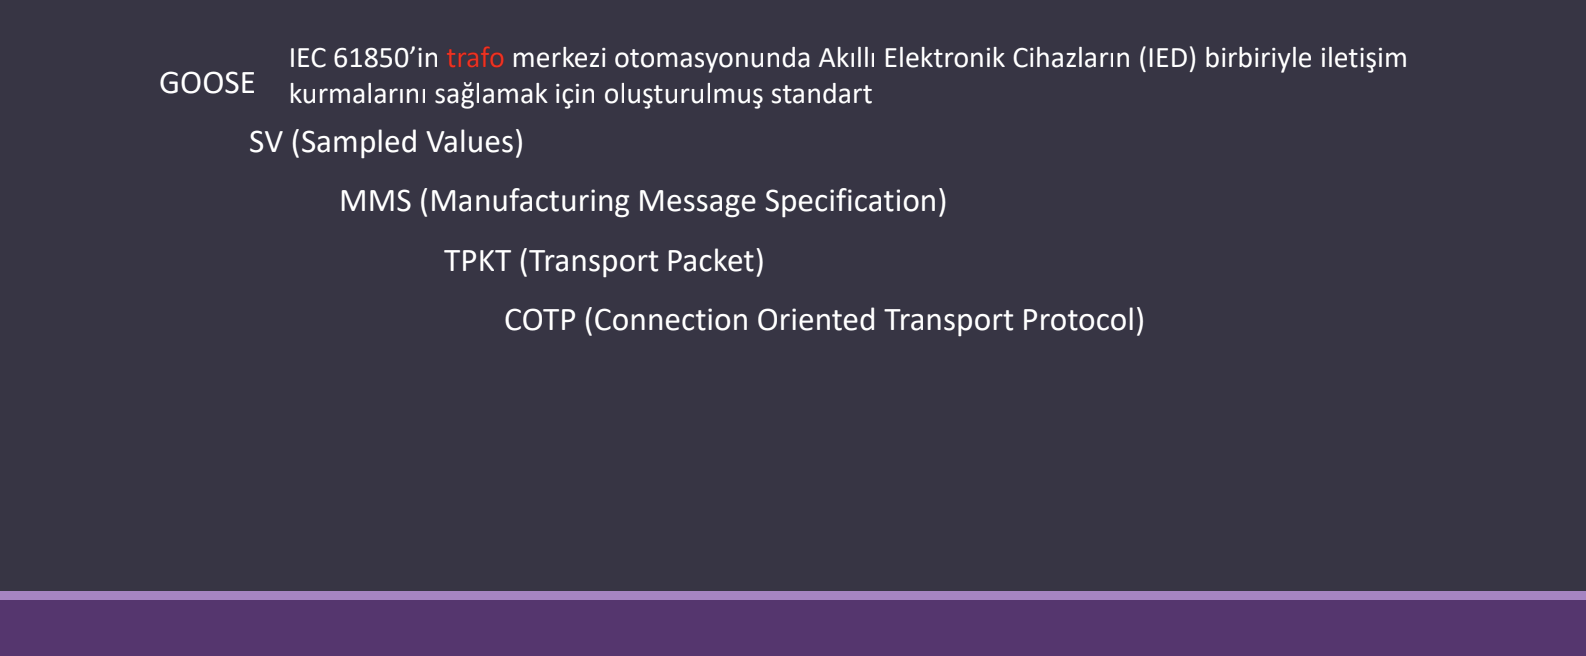 GOOSE
IEC 61850’in trafo merkezi otomasyonunda Akıllı Elektronik Cihazların (IED) birbiriyle iletişim
kurmalarını sağlamak için oluşturulmuş standart
SV (Sampled Values)
MMS (Manufacturing Message Specification)
TPKT (Transport Packet)
COTP (Connection Oriented Transport Protocol)